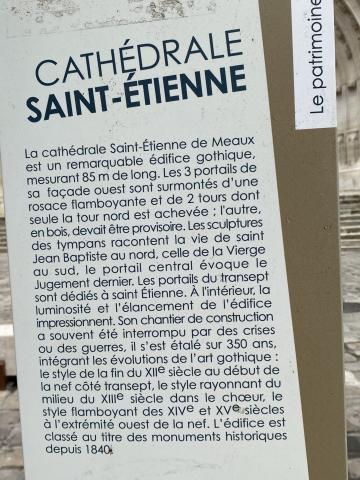 CATHÉDRALE
SAINT-ÉTIENNE
La cathédrale Saint-Étienne de Meaux
est un remarquable édifice gothique,
mesurant 85 m de long. Les 3 portails de
sa façade ouest sont surmontés d'une
rosace flamboyante et de 2 tours dont
seule la tour nord est achevée ; l'autre,
en bois, devait être provisoire. Les sculptures
des tympans racontent la vie de saint
Jean Baptiste au nord, celle de la Vierge
au sud, le portail central évoque le
Jugement dernier. Les portails du transept
sont dédiés à saint Étienne. À l'intérieur, la
luminosité et l'élancement de l'édifice
impressionnent. Son chantier de construction
a souvent été interrompu par des crises
ou des guerres, il s'est étalé sur 350 ans,
intégrant les évolutions de l'art gothique :
le style de la fin du XIIe siècle au début de
la nef côté transept, le style rayonnant du
milieu du XIIIe siècle dans le chœur, le
style flamboyant des XIVe et XVe siècles
à l'extrémité ouest de la nef. L'édifice est
classé au titre des monuments historiques
depuis 1840.
Le patrimoine